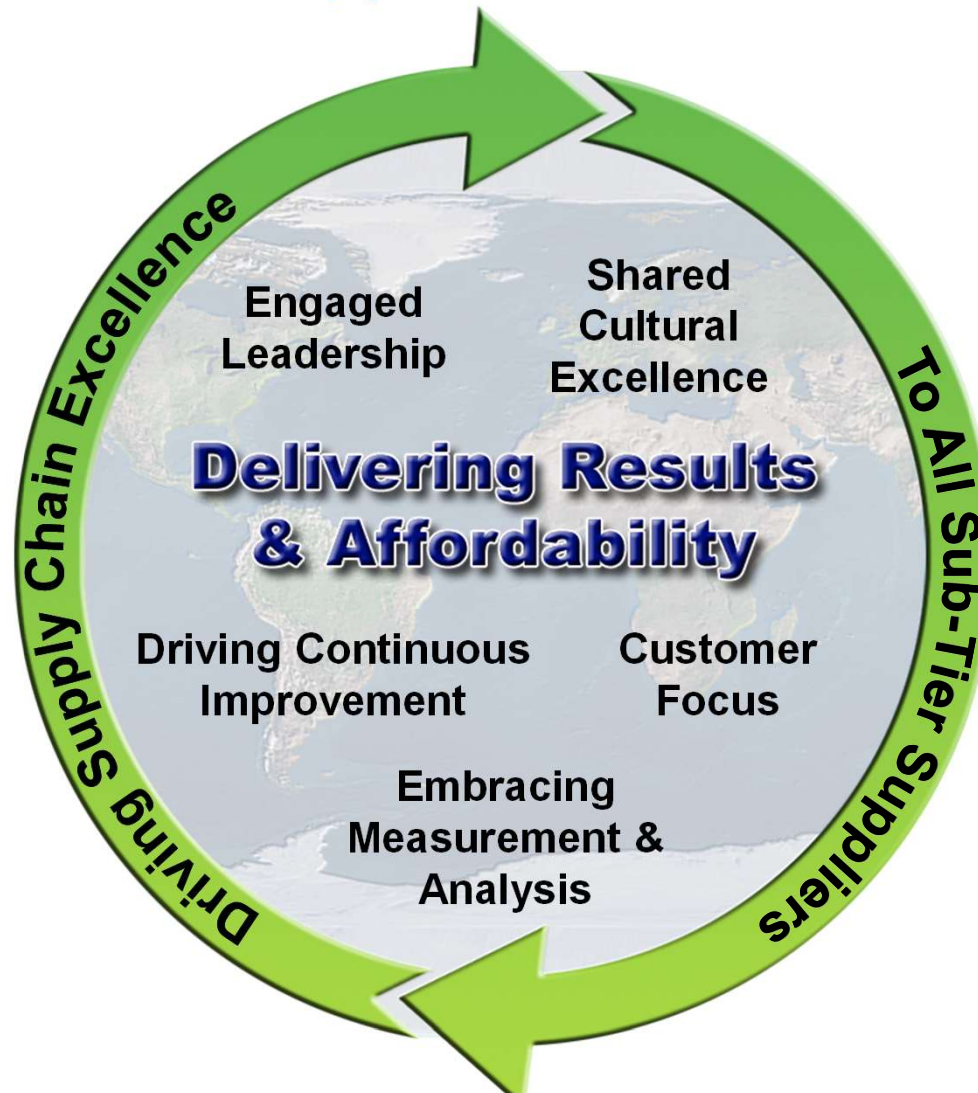 Driving Supply Chain Excellence
To All Sub-Tier Suppliers
Engaged
Leadership
Shared
Cultural
Excellence
Delivering Results
& Affordability
Driving Continuous
Improvement
Customer
Focus
Embracing
Measurement &
Analysis